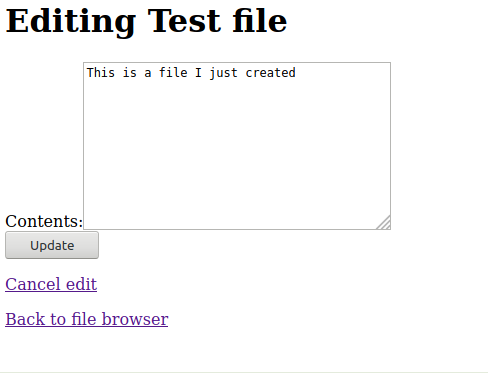 Editing Test file
This is a file I just created
Contents:
Update
Cancel edit
Back to file browser